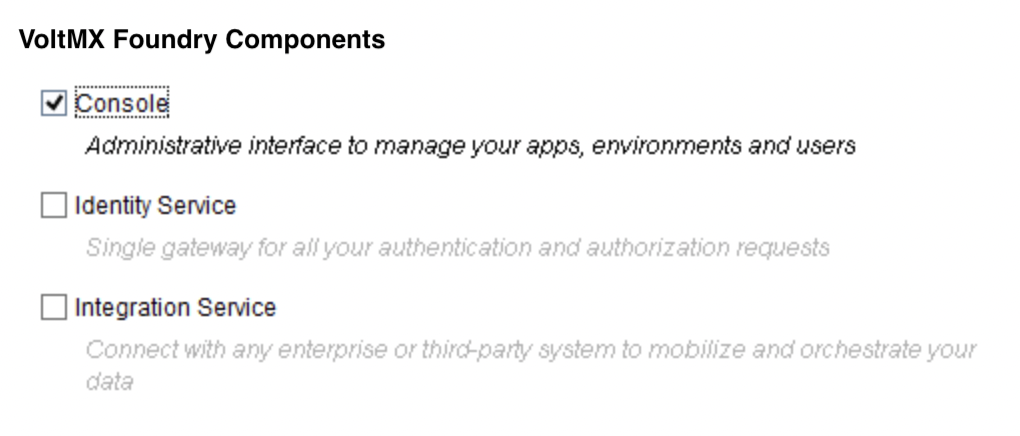 VoltMX Foundry Components
Console
Administrative interface to manage your apps, environments and users
Identity Service
Single gateway for all your authentication and authorization requests
Integration Service
Connect with any enterprise or third-party system to mobilize and orchestrate your
data